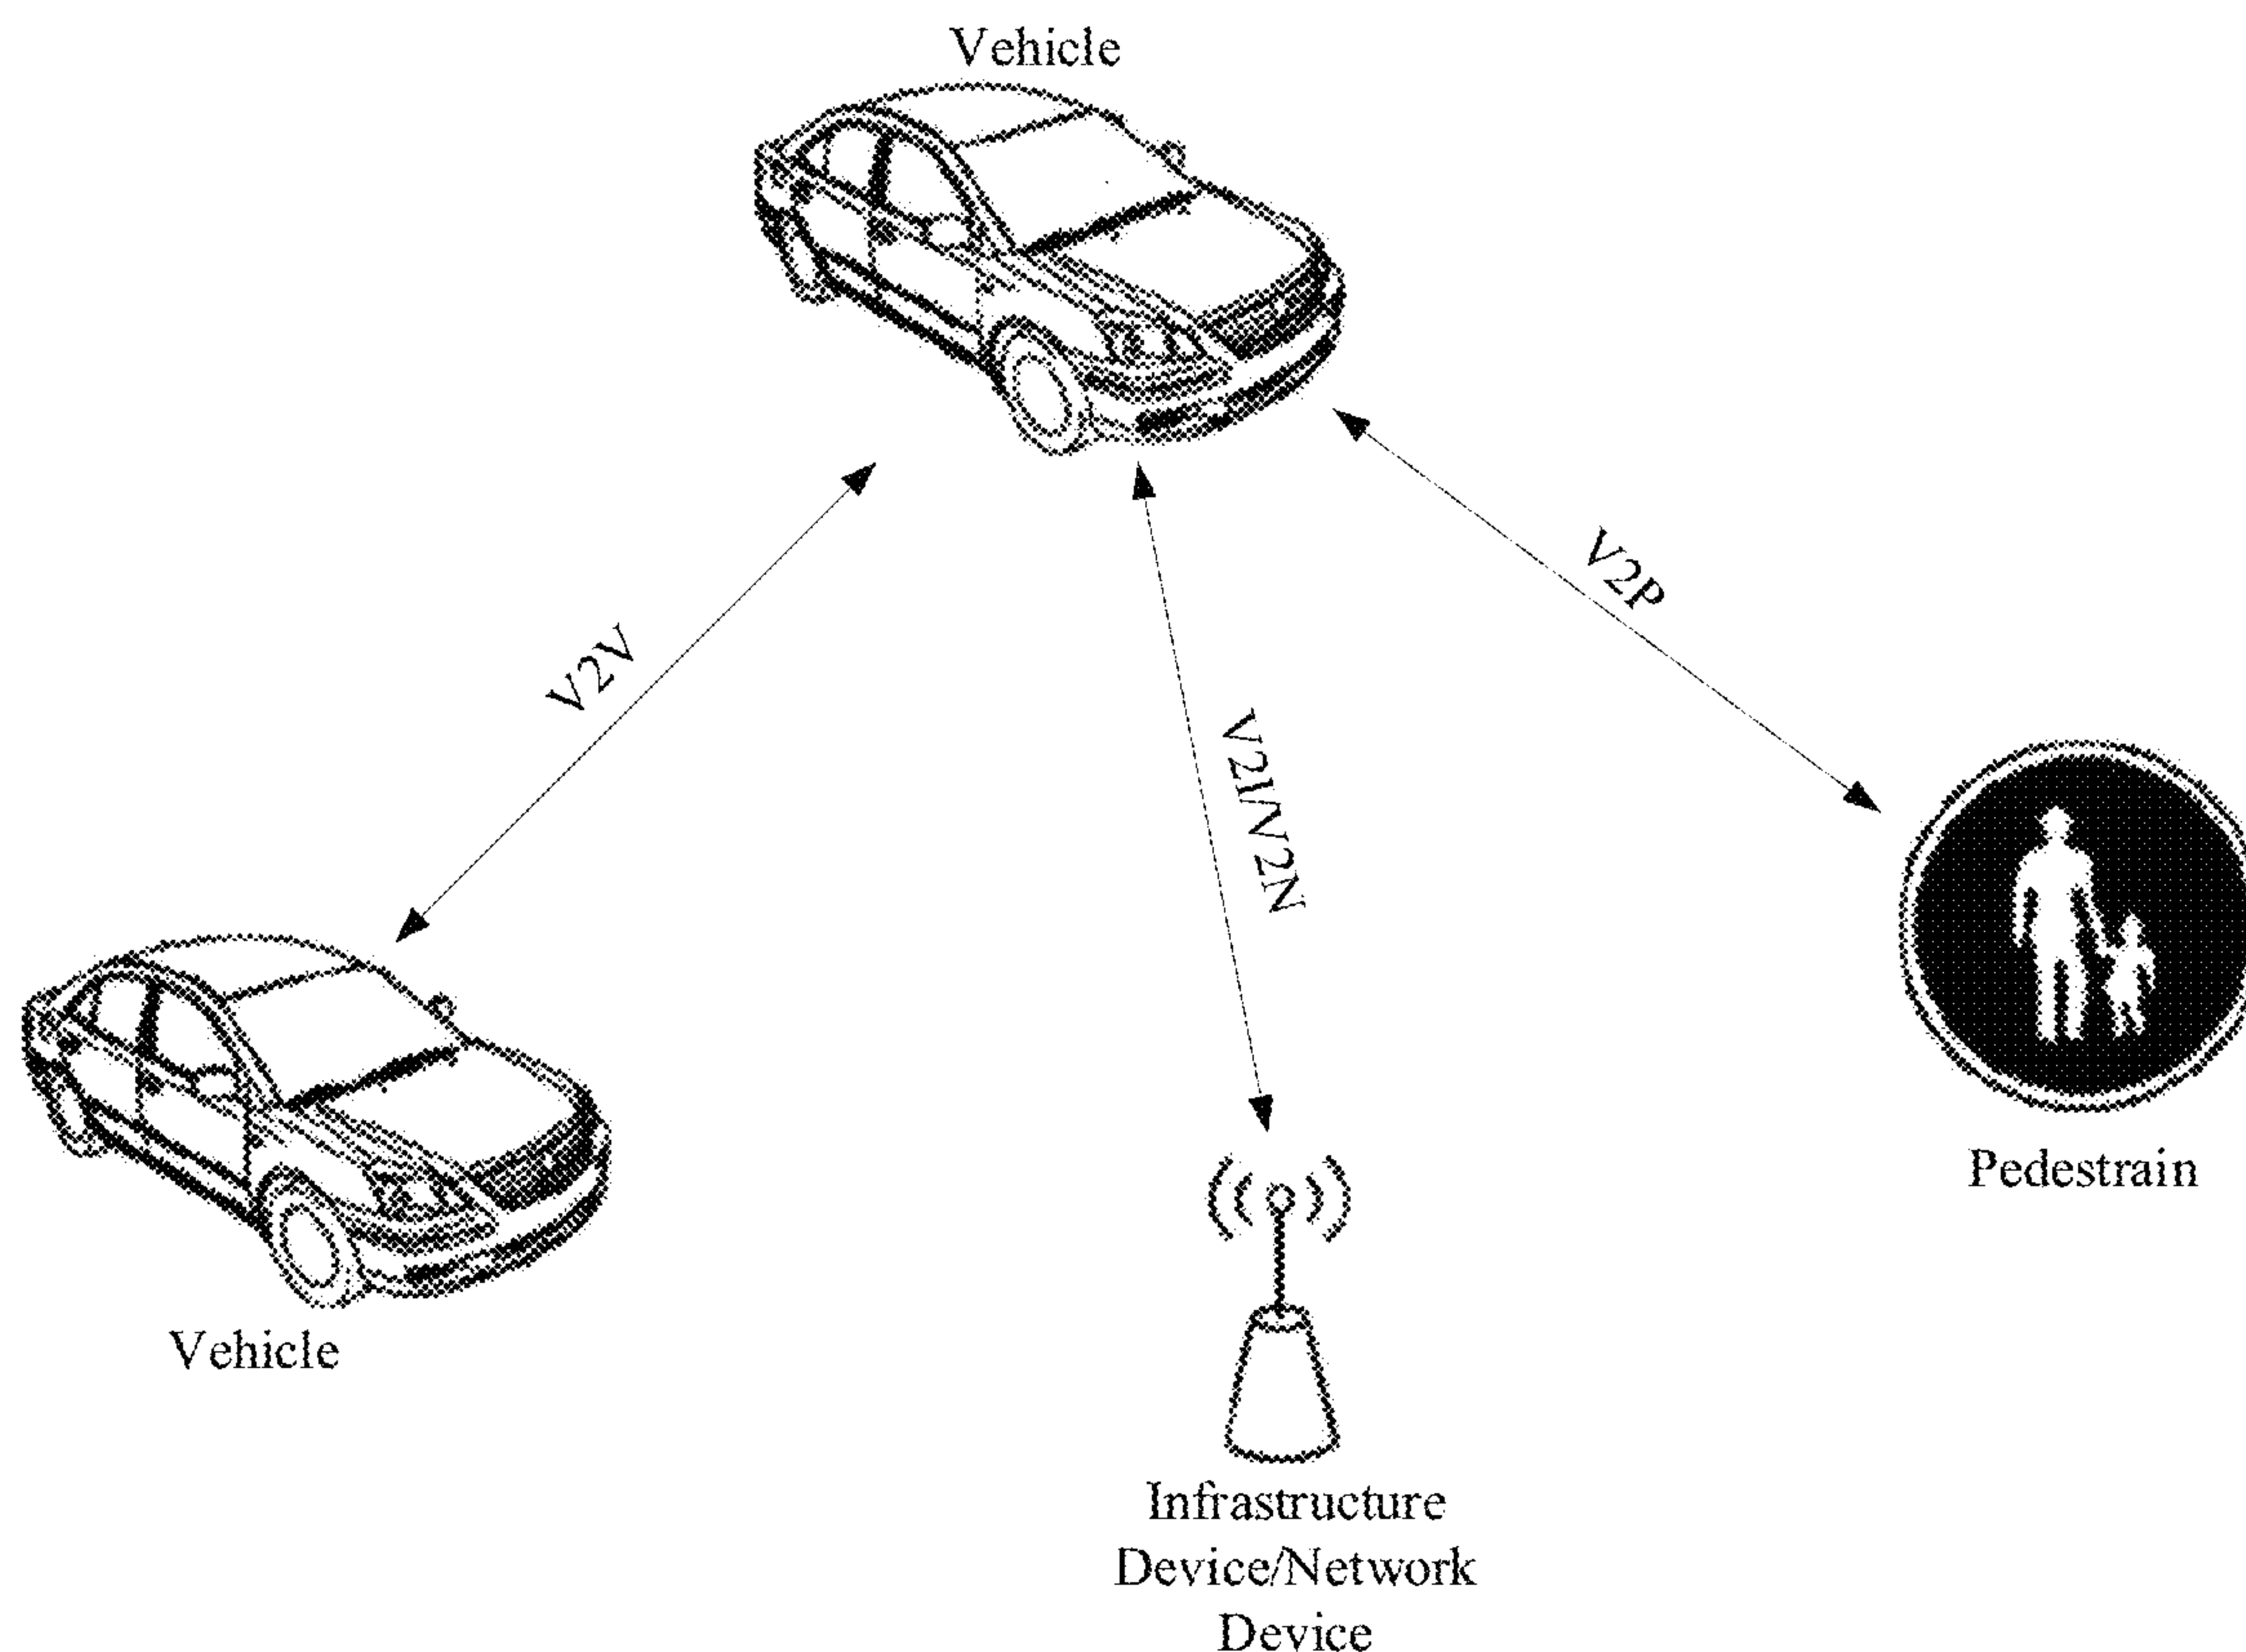 Vehicle
V2P
V2V
V2I/V2N
Pedestrain
Vehicle
Infrastructure
Device/Network
Device